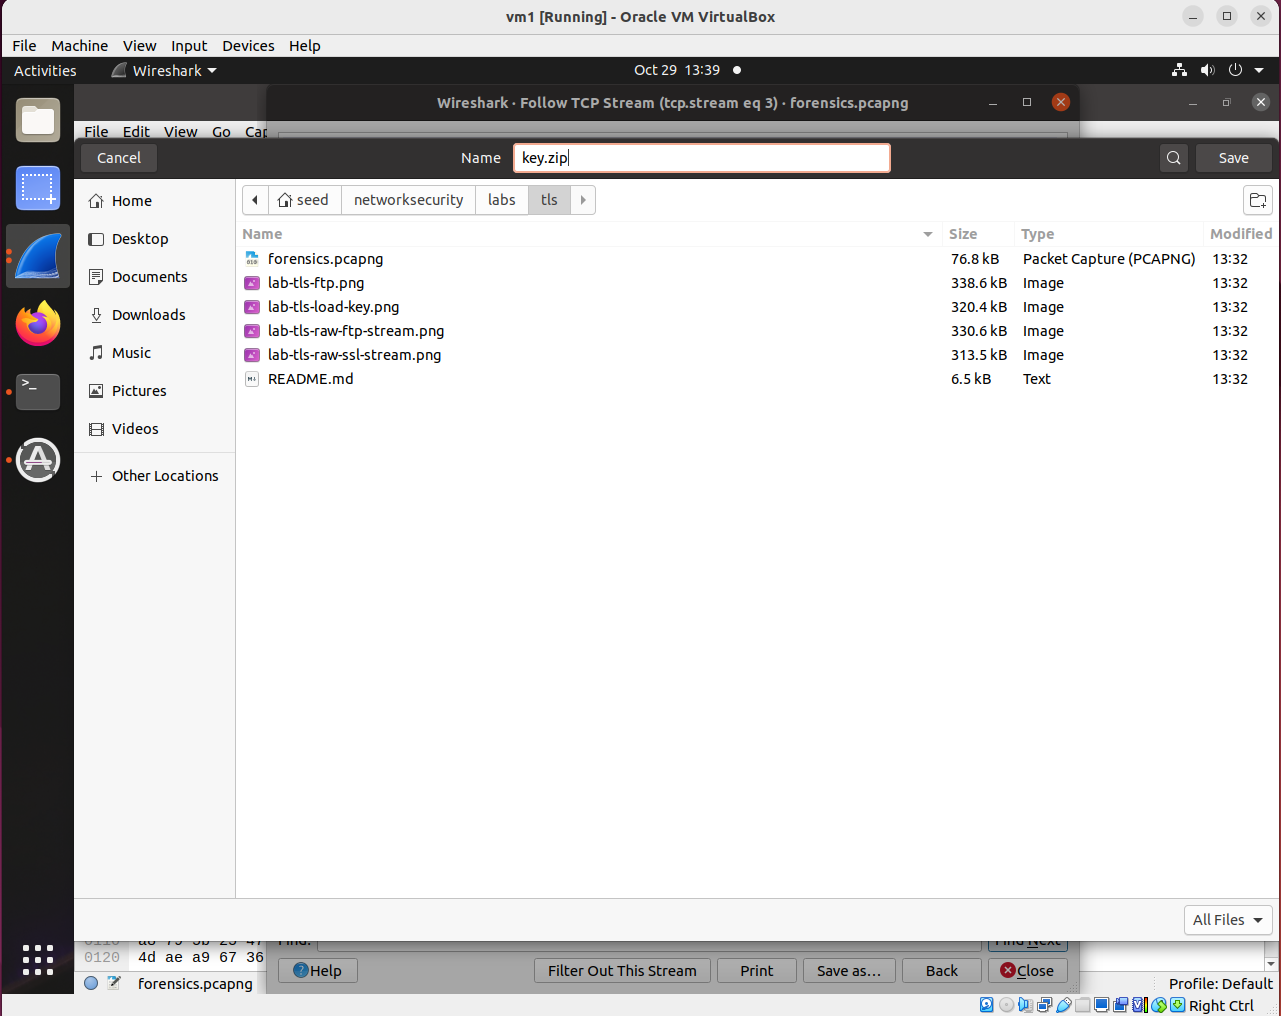 vm1 [Running] - Oracle VM VirtualBox
File Machine View Input Devices Help
Activities Wireshark Oct 29 13:39
Wireshark · Follow TCP Stream (tcp.stream eq 3) · forensics.pcapng
File Edit View Go Cap
Cancel Name key.zip Save
Home
Desktop
Documents
Downloads
Music
Pictures
Videos
Other Locations
seed networksecurity labs tls
Name Size Type Modified
forensics.pcapng 76.8 kB Packet Capture (PCAPNG) 13:32
lab-tls-ftp.png 338.6 kB Image 13:32
lab-tls-load-key.png 320.4 kB Image 13:32
lab-tls-raw-ftp-stream.png 330.6 kB Image 13:32
lab-tls-raw-ssl-stream.png 313.5 kB Image 13:32
README.md 6.5 kB Text 13:32
All Files
Find: Find Next
0120 4d ae a9 67 36
Help Filter Out This Stream Print Save as… Back Close
forensics.pcapng Profile: Default
Right Ctrl